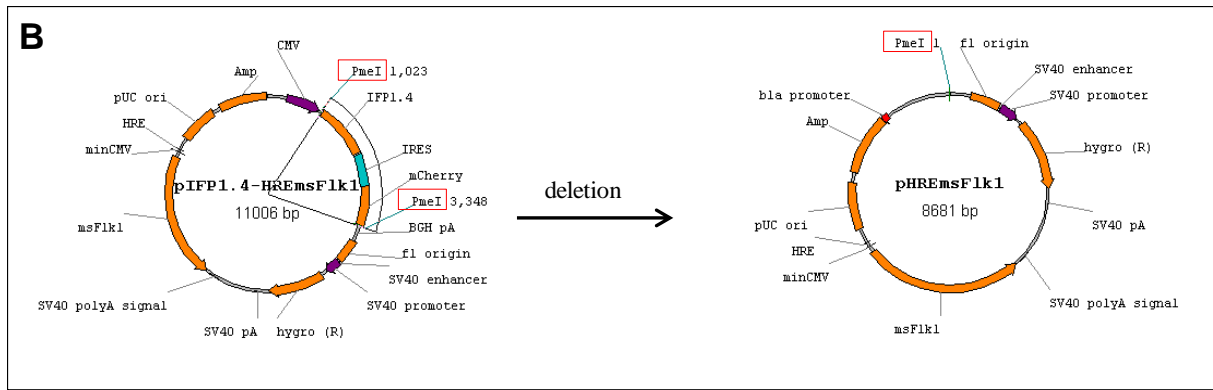 B
CMV
PmeI 1,023
Amp
IFP1.4
pUC ori
HRE
IRES
minCMV
mCherry
pIFP1.4-HREmsFlk1
11006 bp
PmeI 3,348
BGH pA
msFlk1
f1 origin
SV40 enhancer
SV40 polyA signal
SV40 promoter
SV40 pA
hygro (R)
deletion
PmeI 1
f1 origin
SV40 enhancer
SV40 promoter
bla promoter
Amp
hygro (R)
pHREmsFlk1
8681 bp
SV40 pA
pUC ori
HRE
minCMV
SV40 polyA signal
msFlk1